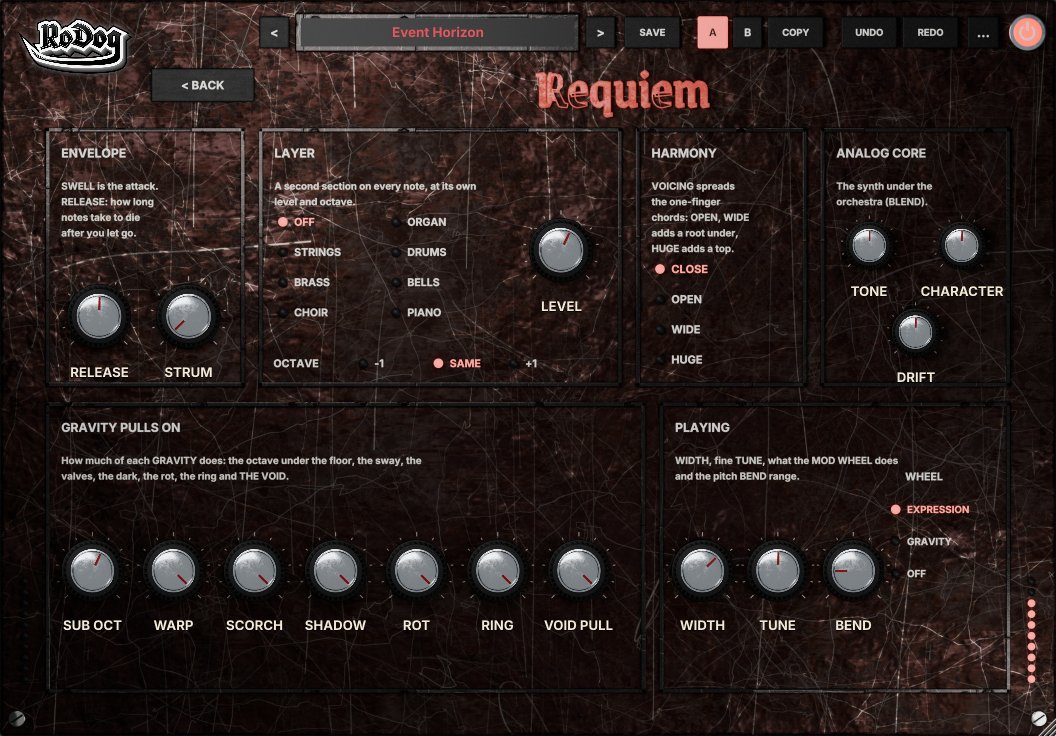 RoDog
<
Event Horizon
>
SAVE
A
B
COPY
UNDO
REDO
...
< BACK
Requiem
ENVELOPE
SWELL is the attack.
RELEASE: how long
notes take to die
after you let go.
RELEASE
STRUM
LAYER
A second section on every note, at its own
level and octave.
OFF
ORGAN
STRINGS
DRUMS
BRASS
BELLS
CHOIR
PIANO
LEVEL
OCTAVE
-1
SAME
+1
HARMONY
VOICING spreads
the one-finger
chords: OPEN, WIDE
adds a root under,
HUGE adds a top.
CLOSE
OPEN
WIDE
HUGE
ANALOG CORE
The synth under the
orchestra (BLEND).
TONE
CHARACTER
DRIFT
GRAVITY PULLS ON
How much of each GRAVITY does: the octave under the floor, the sway, the
valves, the dark, the rot, the ring and THE VOID.
SUB OCT
WARP
SCORCH
SHADOW
ROT
RING
VOID PULL
PLAYING
WIDTH, fine TUNE, what the MOD WHEEL does
and the pitch BEND range.
WHEEL
EXPRESSION
GRAVITY
OFF
WIDTH
TUNE
BEND